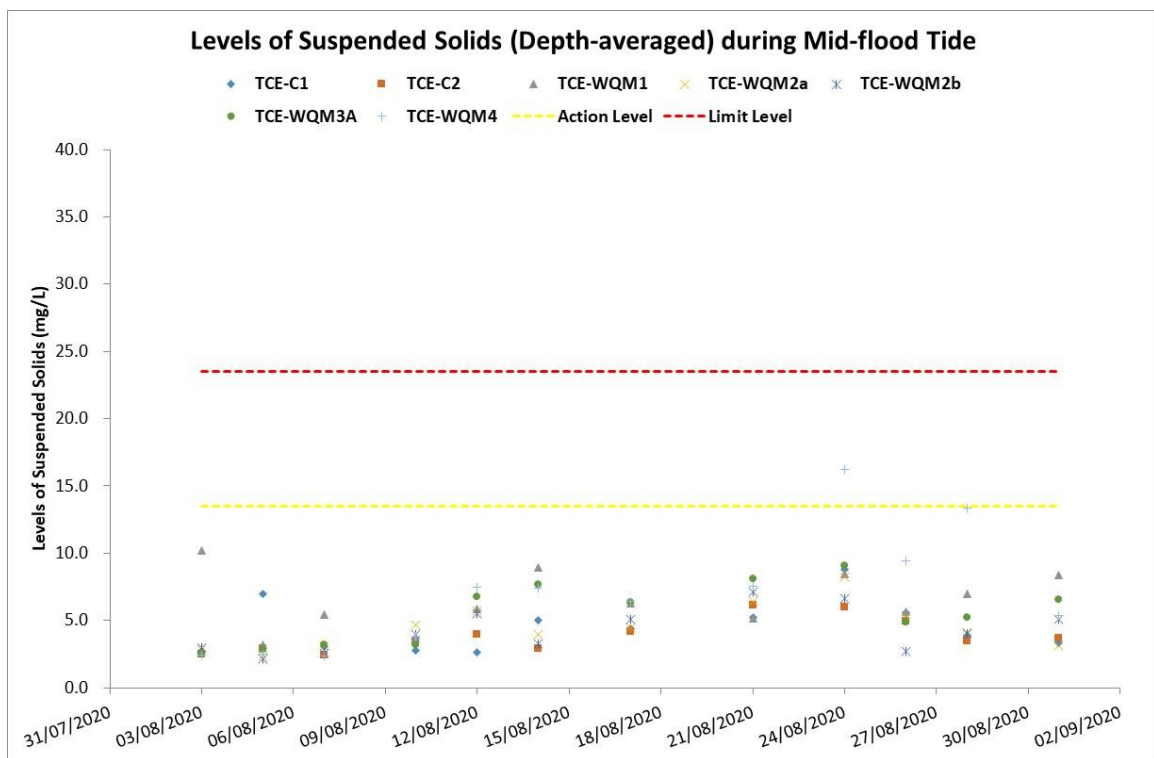 Levels of Suspended Solids (Depth-averaged) during Mid-flood Tide
TCE-C1 TCE-C2 TCE-WQM1 TCE-WQM2a TCE-WQM2b
TCE-WQM3A TCE-WQM4 Action Level Limit Level
Levels of Suspended Solids (mg/L)
40.0
35.0
30.0
25.0
20.0
15.0
10.0
5.0
0.0
31/07/2020 03/08/2020 06/08/2020 09/08/2020 12/08/2020 15/08/2020 18/08/2020 21/08/2020 24/08/2020 27/08/2020 30/08/2020 02/09/2020